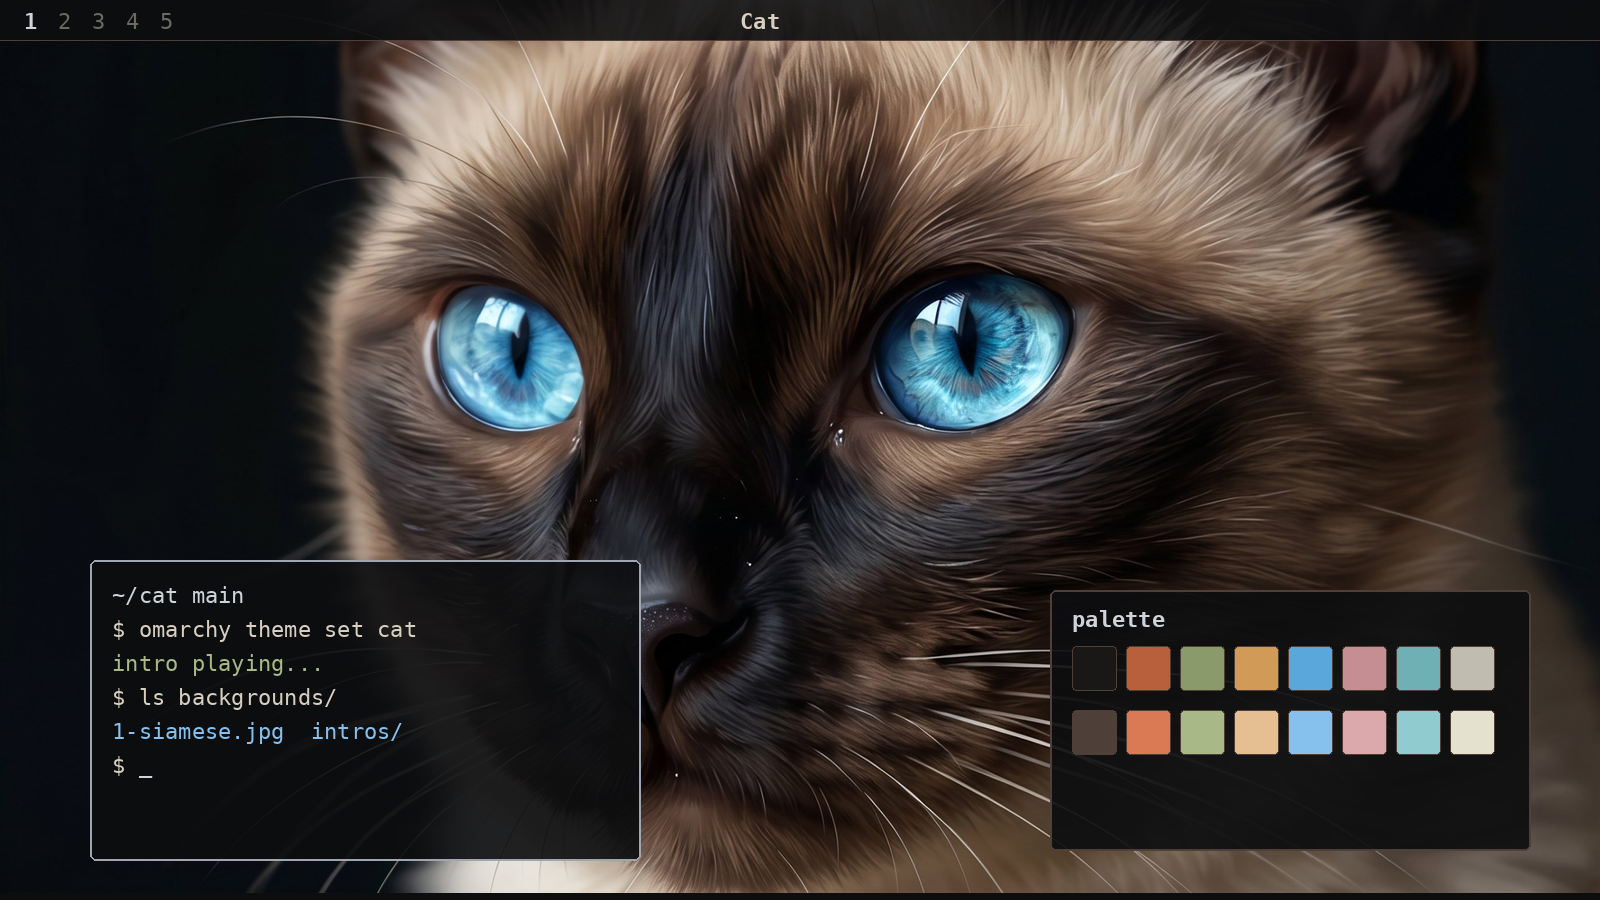 1 2 3 4 5
Cat
~/cat main
$ omarchy theme set cat
intro playing...
$ ls backgrounds/
1-siamese.jpg  intros/
$ _
palette